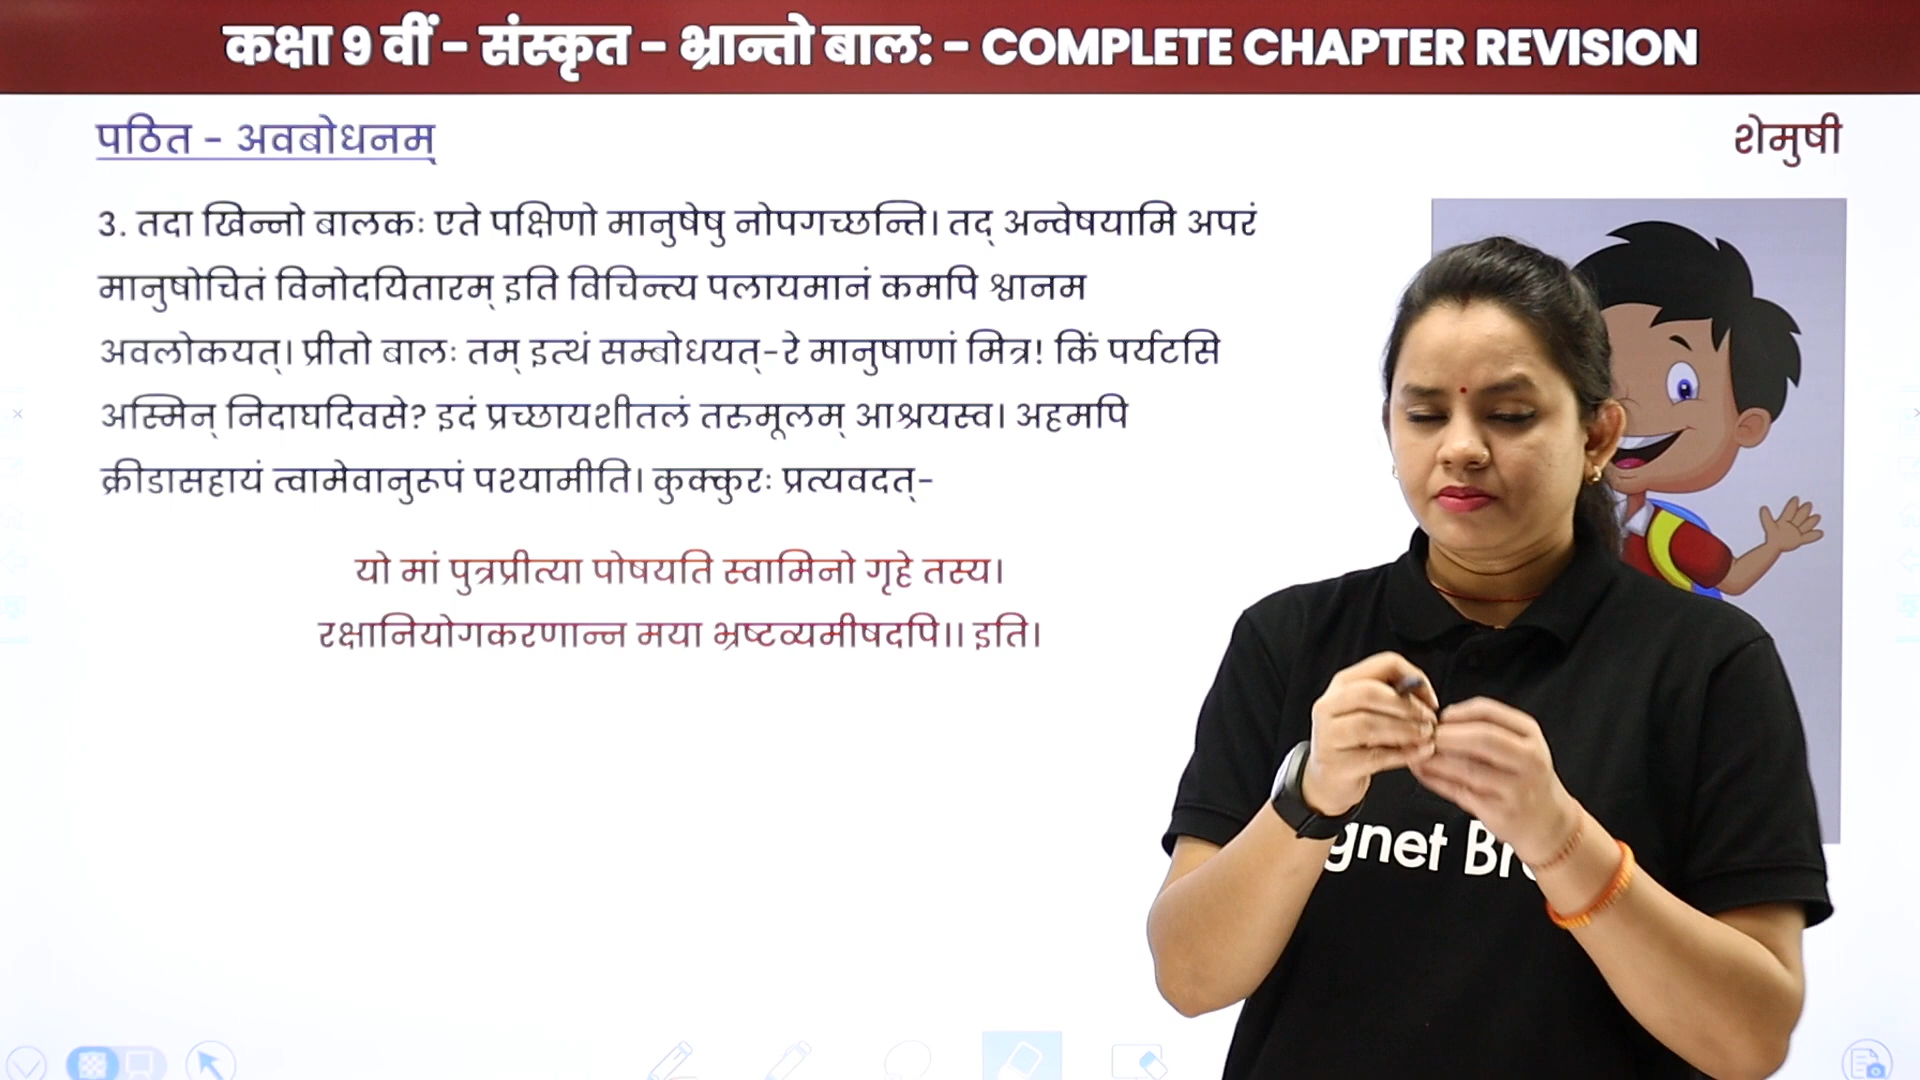 कक्षा 9 वीं - संस्कृत - भ्रान्तो बाल: - COMPLETE CHAPTER REVISION
पठित - अवबोधनम्
शेमुषी
3. तदा खिन्नो बालकः एते पक्षिणो मानुषेषु नोपगच्छन्ति। तद् अन्वेषयामि अपरं
मानुषोचितं विनोदयितारम् इति विचिन्त्य पलायमानं कमपि श्वानम
अवलोकयत्। प्रीतो बालः तम् इत्थं सम्बोधयत्-रे मानुषाणां मित्र! किं पर्यटसि
अस्मिन् निदाघदिवसे? इदं प्रच्छायशीतलं तरुमूलम् आश्रयस्व। अहमपि
क्रीडासहायं त्वामेवानुरूपं पश्यामीति। कुक्कुरः प्रत्यवदत्-
यो मां पुत्रप्रीत्या पोषयति स्वामिनो गृहे तस्य।
रक्षानियोगकरणान्न मया भ्रष्टव्यमीषदपि।। इति।